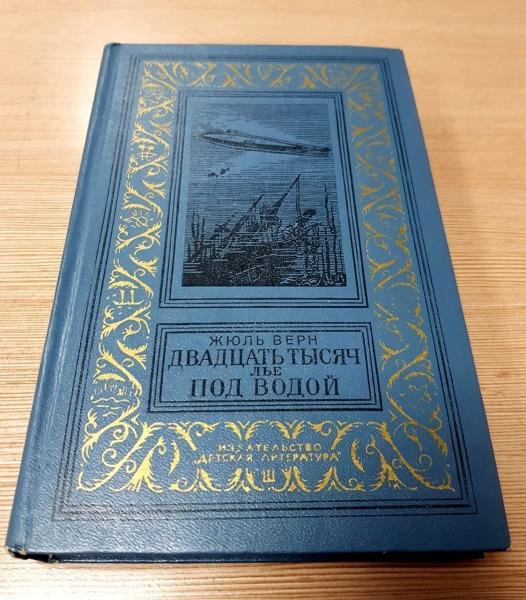 ЖЮЛЬ ВЕРН
ДВАДЦАТЬ ТЫСЯЧ
ЛЬЕ
ПОД ВОДОЙ
ИЗДАТЕЛЬСТВО
„ДЕТСКАЯ ЛИТЕРАТУРА"